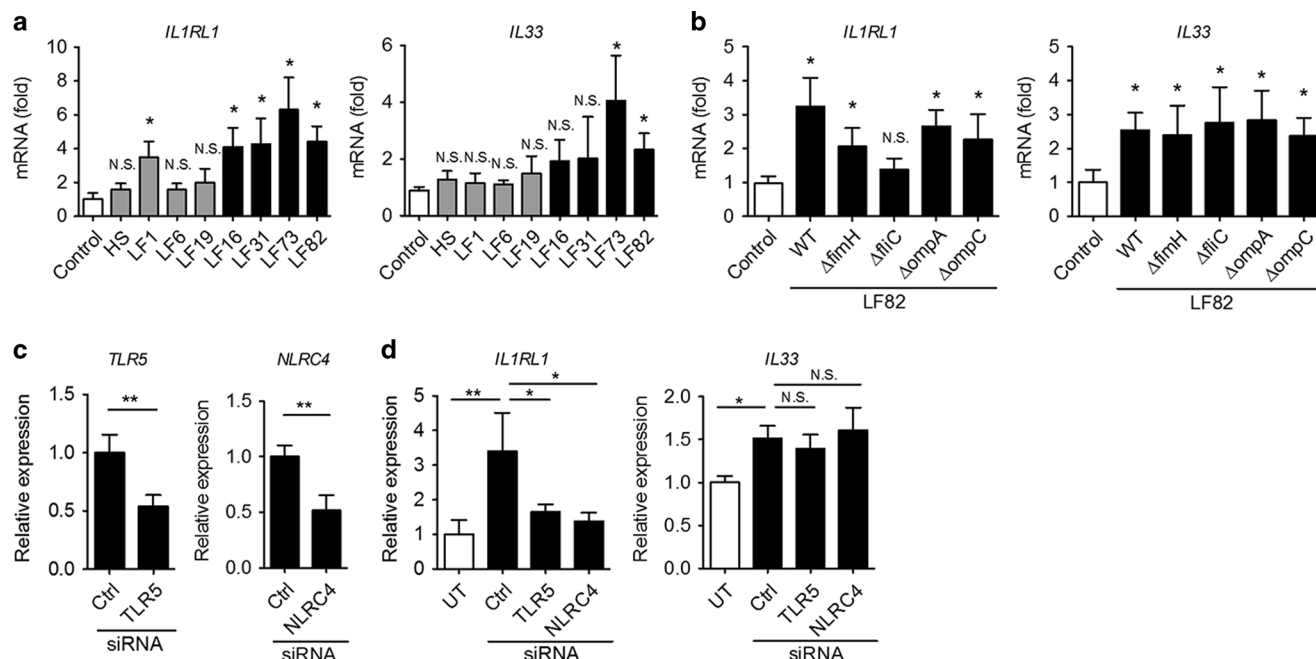 a
IL1RL1
mRNA (fold)
10
8
6
4
2
0
N.S.
*
N.S.
N.S.
*
*
*
*
Control
HS
LF1
LF6
LF19
LF16
LF31
LF73
LF82
IL33
mRNA (fold)
6
4
2
0
N.S.
N.S.
N.S.
N.S.
N.S.
N.S.
*
*
Control
HS
LF1
LF6
LF19
LF16
LF31
LF73
LF82
b
IL1RL1
mRNA (fold)
5
4
3
2
1
0
*
*
N.S.
*
*
Control
WT
ΔfimH
ΔfliC
ΔompA
ΔompC
LF82
IL33
mRNA (fold)
5
4
3
2
1
0
*
*
*
*
*
Control
WT
ΔfimH
ΔfliC
ΔompA
ΔompC
LF82
c
TLR5
Relative expression
1.5
1.0
0.5
0.0
**
Ctrl
TLR5
siRNA
NLRC4
Relative expression
1.5
1.0
0.5
0.0
**
Ctrl
NLRC4
siRNA
d
IL1RL1
Relative expression
5
4
3
2
1
0
**
*
*
UT
Ctrl
TLR5
NLRC4
siRNA
IL33
Relative expression
2.0
1.5
1.0
0.5
0.0
*
N.S.
N.S.
UT
Ctrl
TLR5
NLRC4
siRNA